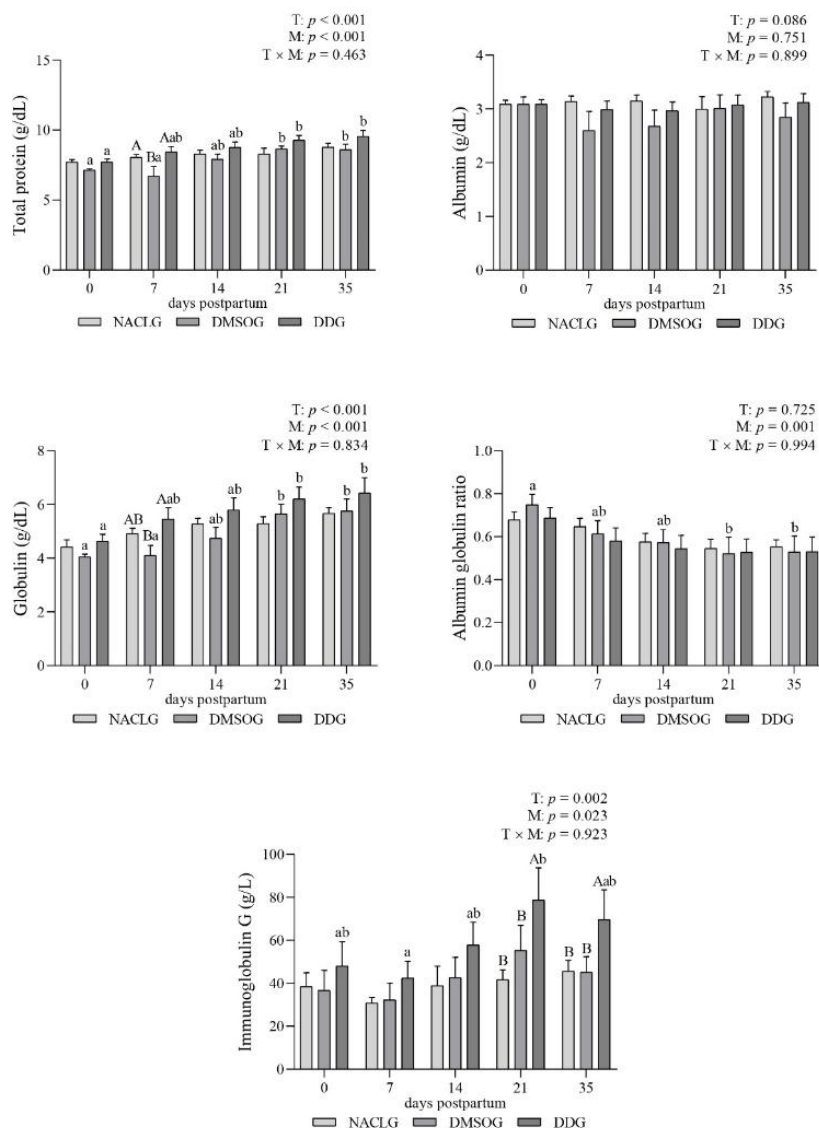 T: p < 0.001
M: p < 0.001
T × M: p = 0.463
15
10
5
0
Total protein (g/dL)
a a
A Ba Aab
ab ab
b b
b b
0 7 14 21 35
days postpartum
NACLG DMSOG DDG
T: p = 0.086
M: p = 0.751
T × M: p = 0.899
4
3
2
1
0
Albumin (g/dL)
0 7 14 21 35
days postpartum
NACLG DMSOG DDG
T: p < 0.001
M: p < 0.001
T × M: p = 0.834
8
6
4
2
0
Globulin (g/dL)
a a
AB Ba Aab
ab ab
b b
b b
0 7 14 21 35
days postpartum
NACLG DMSOG DDG
T: p = 0.725
M: p = 0.001
T × M: p = 0.994
1.0
0.8
0.6
0.4
0.2
0.0
Albumin globulin ratio
a
ab
ab
b
b
0 7 14 21 35
days postpartum
NACLG DMSOG DDG
T: p = 0.002
M: p = 0.023
T × M: p = 0.923
100
80
60
40
20
0
Immunoglobulin G (g/L)
ab
a
ab
B B Ab
B B Aab
0 7 14 21 35
days postpartum
NACLG DMSOG DDG